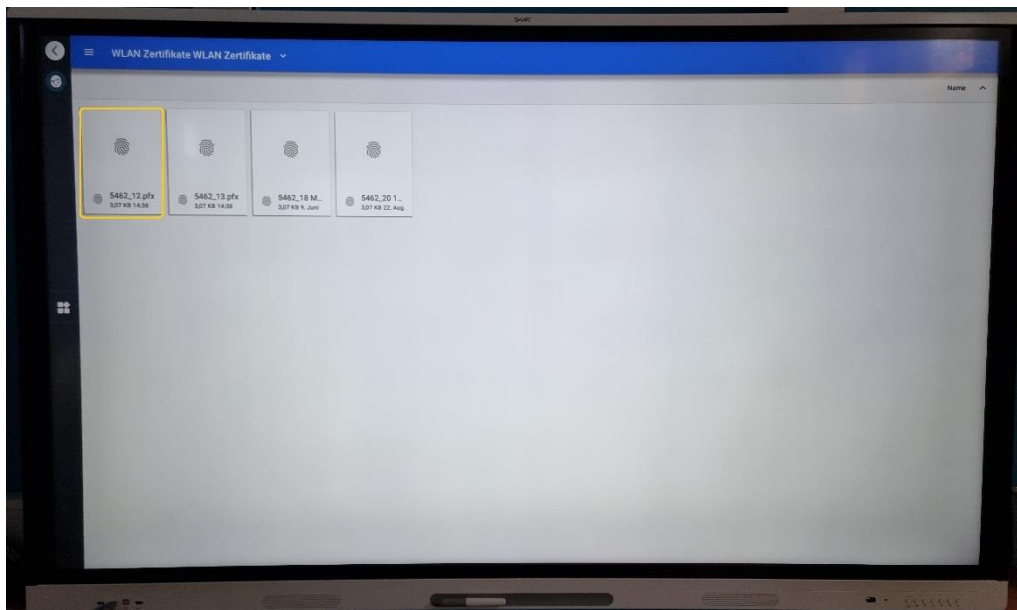 SMART
WLAN Zertifikate WLAN Zertifikate
Name
5462_12.pfx
3,07 KB 14:38
5462_13.pfx
3,07 KB 14:38
5462_18 M...
3,07 KB 9. Juni
5462_20 1...
3,07 KB 22. Aug.